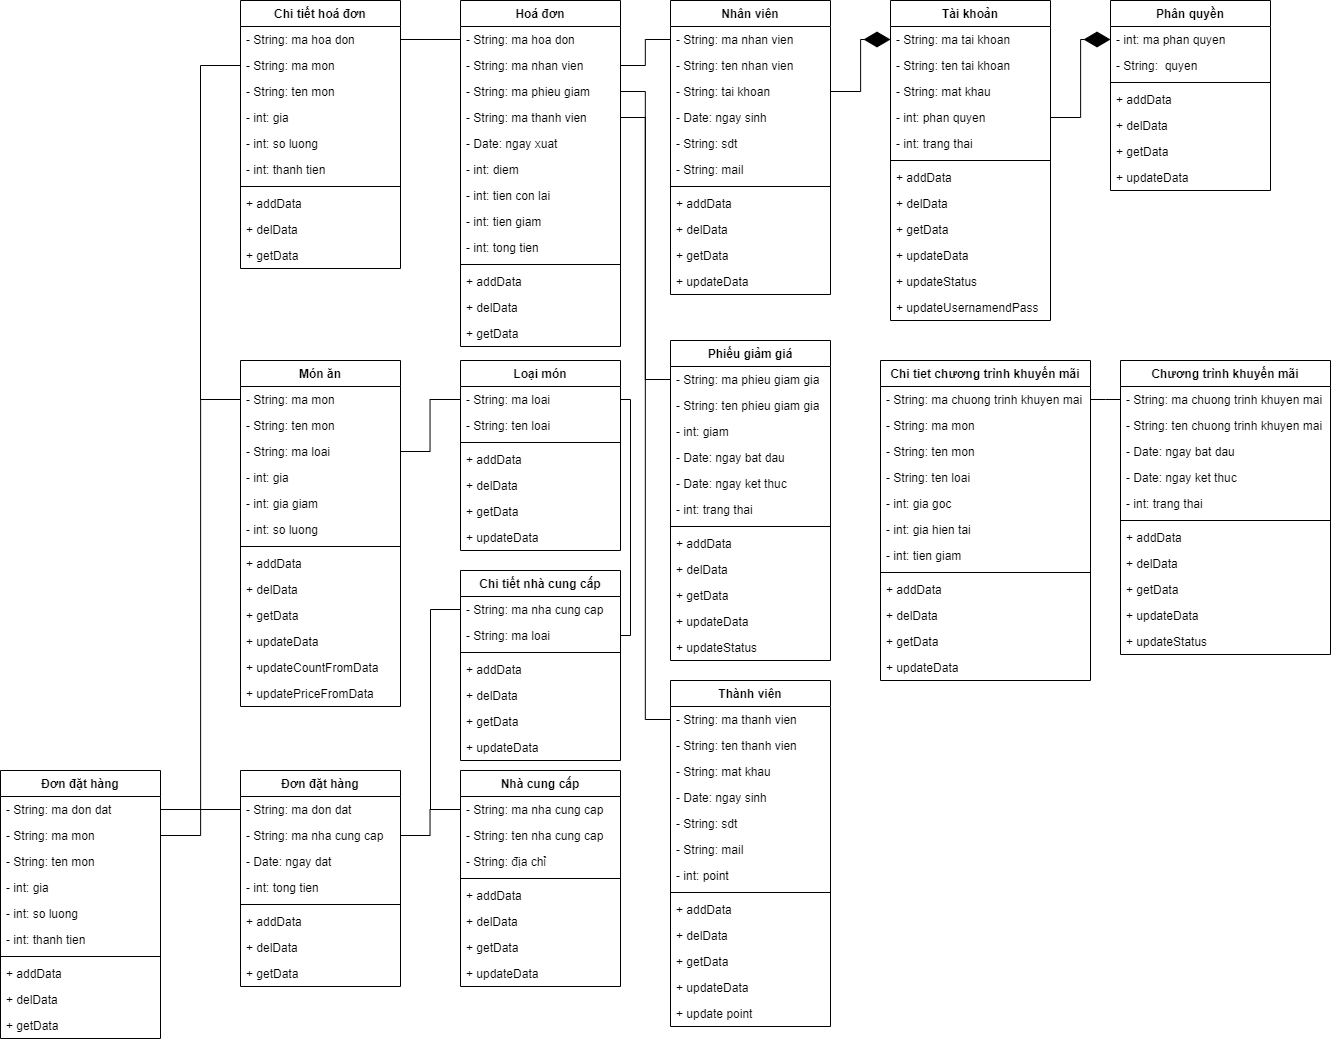 Chi tiết hoá đơn
- String: ma hoa don
- String: ma mon
- String: ten mon
- int: gia
- int: so luong
- int: thanh tien
+ addData
+ delData
+ getData
Hoá đơn
- String: ma hoa don
- String: ma nhan vien
- String: ma phieu giam
- String: ma thanh vien
- Date: ngay xuat
- int: diem
- int: tien con lai
- int: tien giam
- int: tong tien
+ addData
+ delData
+ getData
Nhân viên
- String: ma nhan vien
- String: ten nhan vien
- String: tai khoan
- Date: ngay sinh
- String: sdt
- String: mail
+ addData
+ delData
+ getData
+ updateData
Tài khoản
- String: ma tai khoan
- String: ten tai khoan
- String: mat khau
- int: phan quyen
- int: trang thai
+ addData
+ delData
+ getData
+ updateData
+ updateStatus
+ updateUsernamendPass
Phân quyền
- int: ma phan quyen
- String:  quyen
+ addData
+ delData
+ getData
+ updateData
Món ăn
- String: ma mon
- String: ten mon
- String: ma loai
- int: gia
- int: gia giam
- int: so luong
+ addData
+ delData
+ getData
+ updateData
+ updateCountFromData
+ updatePriceFromData
Loại món
- String: ma loai
- String: ten loai
+ addData
+ delData
+ getData
+ updateData
Phiếu giảm giá
- String: ma phieu giam gia
- String: ten phieu giam gia
- int: giam
- Date: ngay bat dau
- Date: ngay ket thuc
- int: trang thai
+ addData
+ delData
+ getData
+ updateData
+ updateStatus
Chi tiet chương trình khuyến mãi
- String: ma chuong trinh khuyen mai
- String: ma mon
- String: ten mon
- String: ten loai
- int: gia goc
- int: gia hien tai
- int: tien giam
+ addData
+ delData
+ getData
+ updateData
Chương trình khuyến mãi
- String: ma chuong trinh khuyen mai
- String: ten chuong trinh khuyen mai
- Date: ngay bat dau
- Date: ngay ket thuc
- int: trang thai
+ addData
+ delData
+ getData
+ updateData
+ updateStatus
Chi tiết nhà cung cấp
- String: ma nha cung cap
- String: ma loai
+ addData
+ delData
+ getData
+ updateData
Thành viên
- String: ma thanh vien
- String: ten thanh vien
- String: mat khau
- Date: ngay sinh
- String: sdt
- String: mail
- int: point
+ addData
+ delData
+ getData
+ updateData
+ update point
Đơn đặt hàng
- String: ma don dat
- String: ma mon
- String: ten mon
- int: gia
- int: so luong
- int: thanh tien
+ addData
+ delData
+ getData
Đơn đặt hàng
- String: ma don dat
- String: ma nha cung cap
- Date: ngay dat
- int: tong tien
+ addData
+ delData
+ getData
Nhà cung cấp
- String: ma nha cung cap
- String: ten nha cung cap
- String: địa chỉ
+ addData
+ delData
+ getData
+ updateData